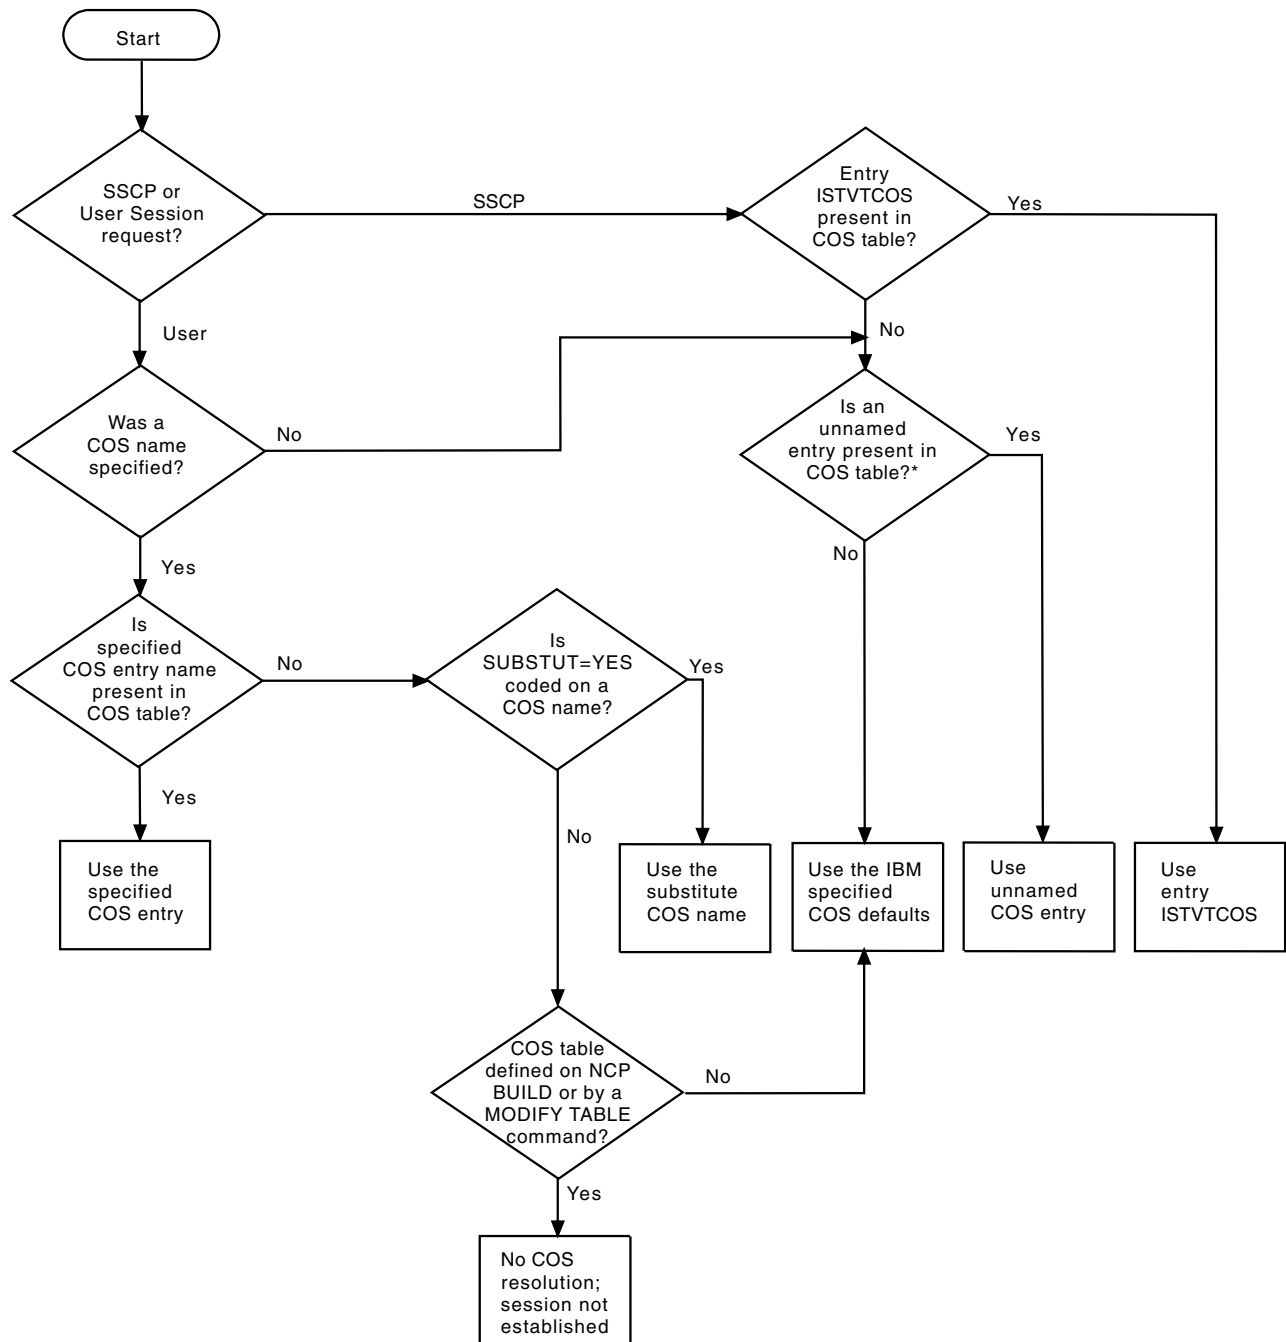 Start
SSCP or
User Session
request?
SSCP
Entry
ISTVTCOS
present in
COS table?
Yes
User
No
Was a
COS name
specified?
No
Is an
unnamed
entry present in
COS table?*
Yes
Yes
No
Is
specified
COS entry name
present in
COS table?
No
Is
SUBSTUT=YES
coded on a
COS name?
Yes
Yes
No
Use the
specified
COS entry
Use the
substitute
COS name
Use the IBM
specified
COS defaults
Use
unnamed
COS entry
Use
entry
ISTVTCOS
COS table
defined on NCP
BUILD or by a
MODIFY TABLE
command?
No
Yes
No COS
resolution;
session not
established